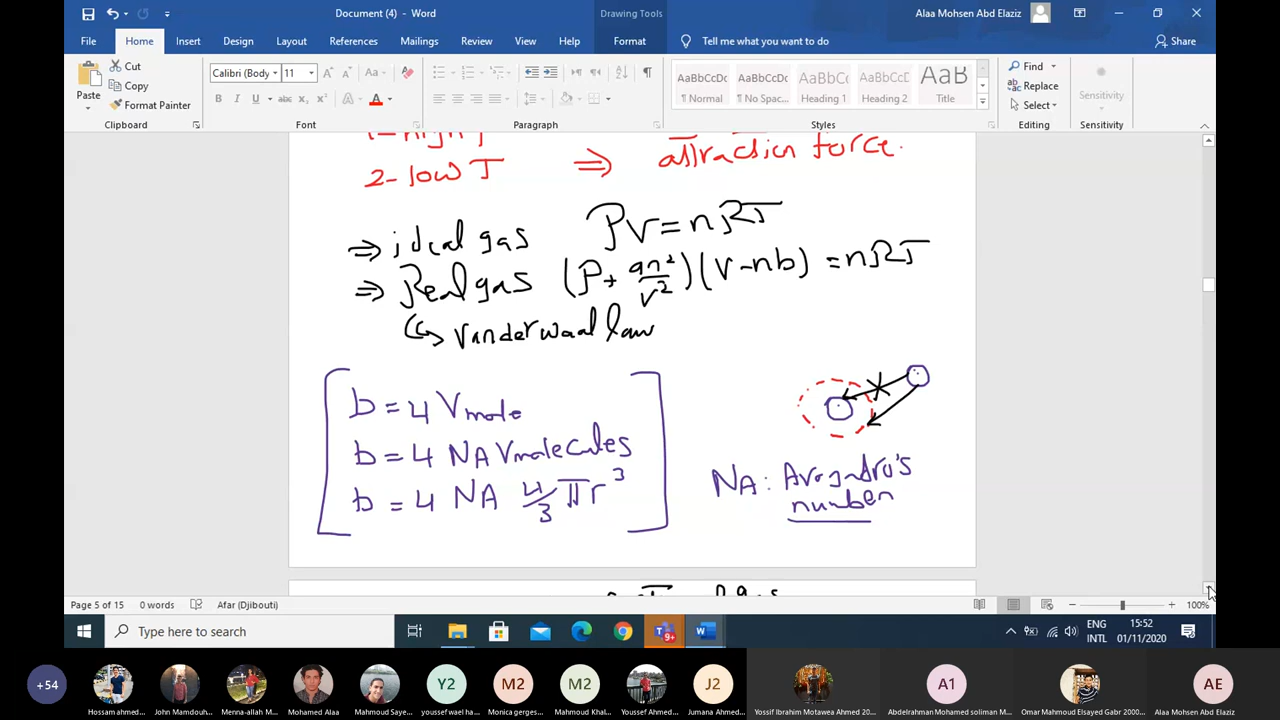 Document (4) - Word
Drawing Tools
Alaa Mohsen Abd Elaziz
File Home Insert Design Layout References Mailings Review View Help Format Tell me what you want to do Share
Paste
Cut
Copy
Format Painter
Clipboard
Calibri (Body) 11
Font
Paragraph
AaBbCcDc AaBbCcDc AaBbCc AaBbCcD AaB
¶ Normal ¶ No Spac... Heading 1 Heading 2 Title
Styles
Find
Replace
Select
Editing
Sensitivity
Sensitivity
2- low T ⇒ attraction force.
⇒ ideal gas PV = nRT
⇒ Real gas (P + an²/v²)(V - nb) = nRT
↪ vanderwaal law
b = 4 Vmole
b = 4 NA Vmolecules
b = 4 NA 4/3 πr³
NA: Avogadro's
number
Page 5 of 15 0 words Afar (Djibouti) 100%
Type here to search
9+
ENG
INTL
15:52
01/11/2020
+54
Y2
M2
M2
J2
A1
AE
Hossam ahmed...
John Mamdouh...
Menna-allah M...
Mohamed Alaa
Mahmoud Saye...
youssef wael ha...
Monica gerges...
Mahmoud Khal...
Youssef Ahmed...
Jumana Ahmed...
Yossif Ibrahim Motawea Ahmed 20...
Abdelrahman Mohamed soliman M...
Omar Mahmoud Elsayed Gabr 2000...
Alaa Mohsen Abd Elaziz